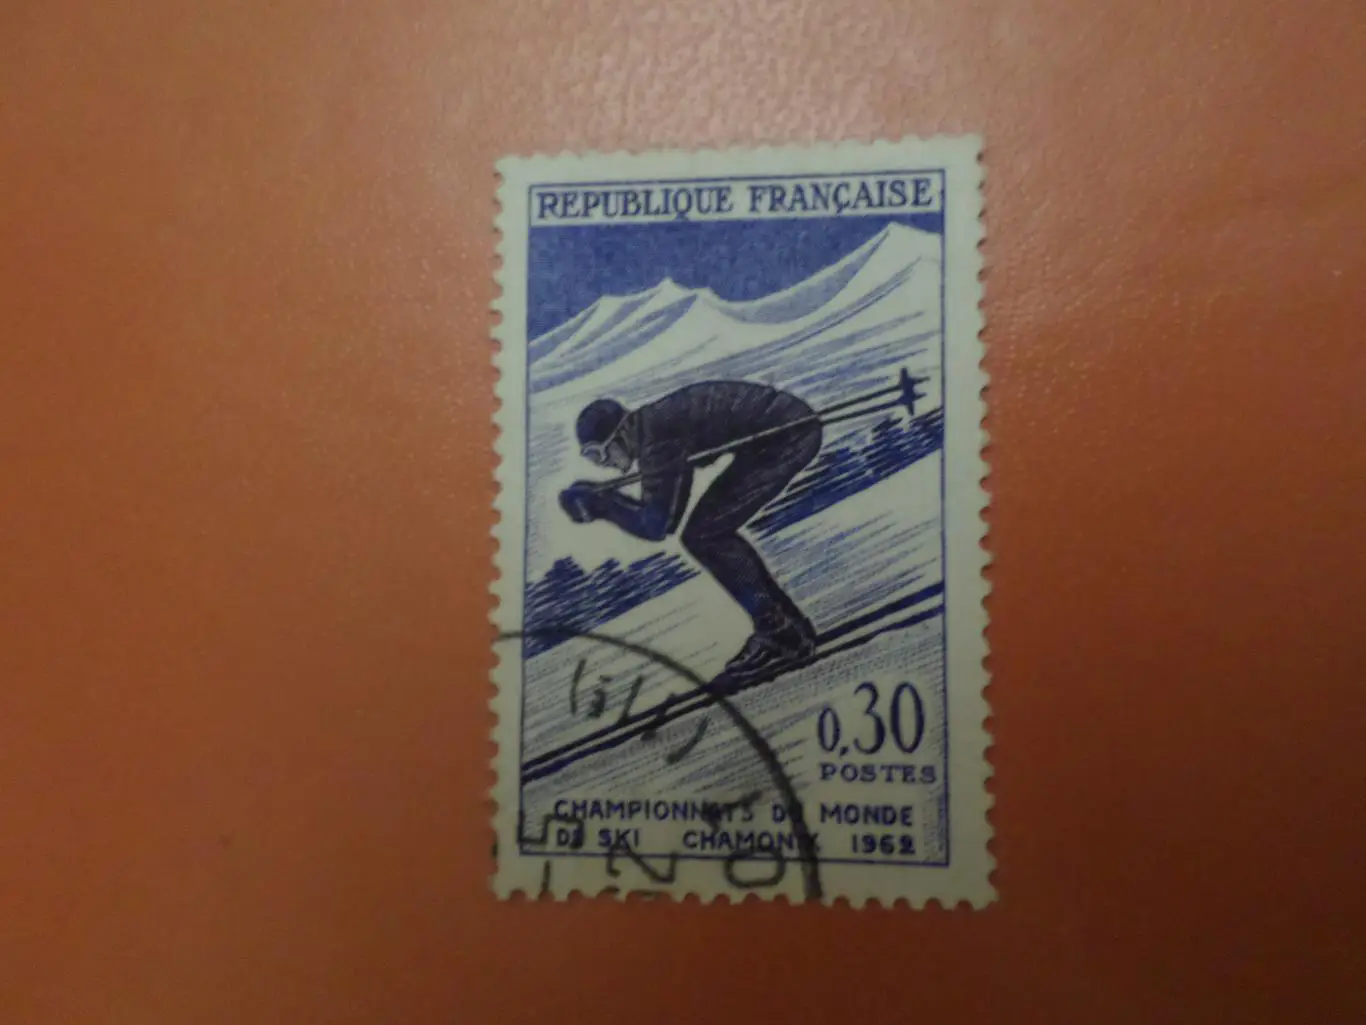 REPUBLIQUE FRANÇAISE
0,30
POSTES
CHAMPIONNATS DU MONDE
DE SKI CHAMONIX 1962